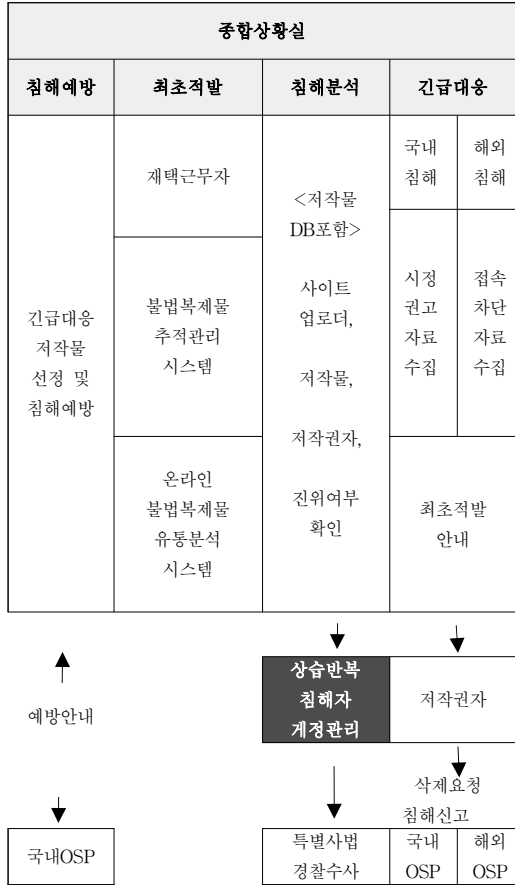 종합상황실
침해예방
최초적발
침해분석
긴급대응
긴급대응
저작물
선정 및
침해예방
재택근무자
불법복제물
추적관리
시스템
온라인
불법복제물
유통분석
시스템
<저작물
DB포함>
사이트
업로더,
저작물,
저작권자,
진위여부
확인
국내
침해
해외
침해
시정
권고
자료
수집
접속
차단
자료
수집
최초적발
안내
예방안내
상습반복
침해자
계정관리
저작권자
삭제요청
침해신고
국내OSP
특별사법
경찰수사
국내
OSP
해외
OSP